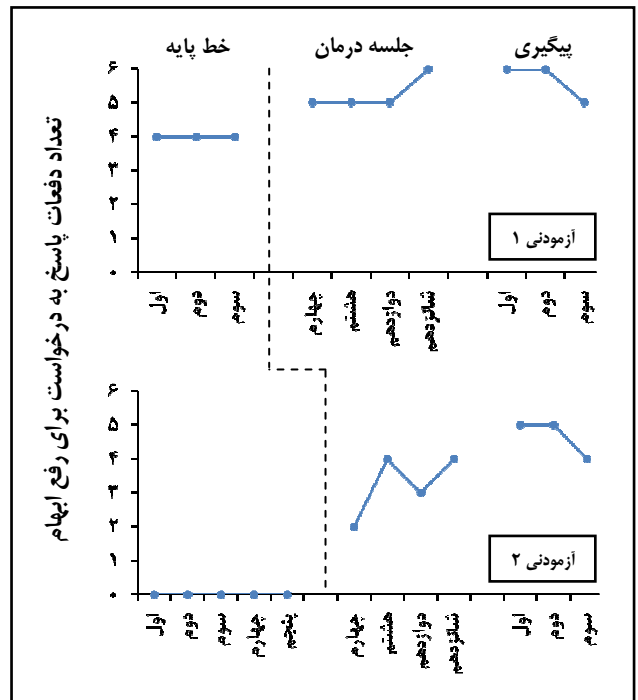 خط پایه
جلسه درمان
پیگیری
تعداد دفعات پاسخ به درخواست برای رفع ابهام
۶
۵
۴
۳
۲
۱
۰
آزمودنی ۱
اول
دوم
سوم
چهارم
هشتم
دوازدهم
شانزدهم
اول
دوم
سوم
۶
۵
۴
۳
۲
۱
۰
آزمودنی ۲
اول
دوم
سوم
چهارم
پنجم
چهارم
هشتم
دوازدهم
شانزدهم
اول
دوم
سوم